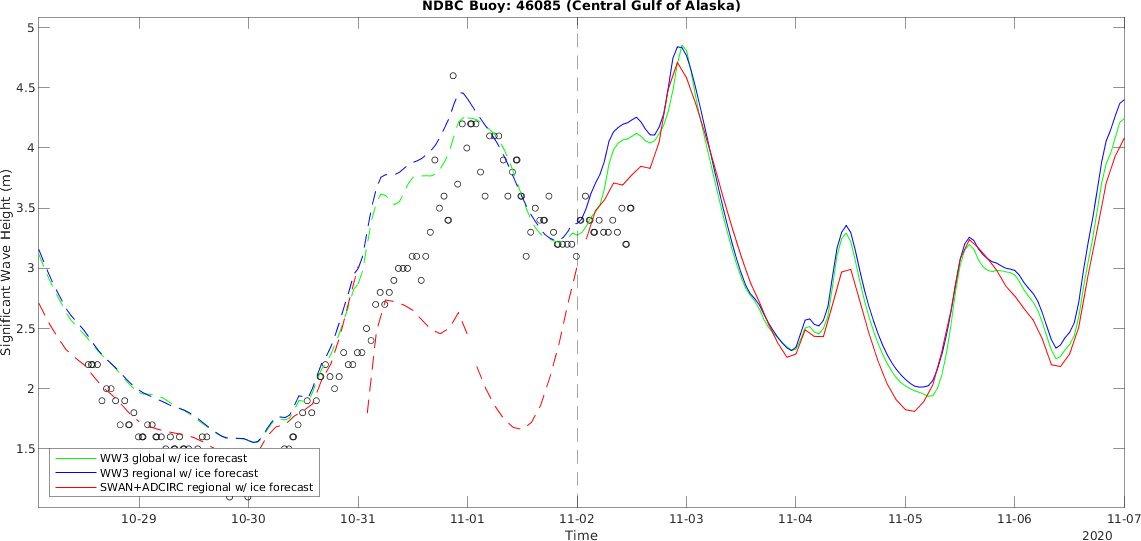 NDBC Buoy: 46085 (Central Gulf of Alaska)
5
4.5
4
3.5
3
2.5
2
1.5
Significant Wave Height (m)
WW3 global w/ ice forecast
WW3 regional w/ ice forecast
SWAN+ADCIRC regional w/ ice forecast
10-29 10-30 10-31 11-01 11-02 11-03 11-04 11-05 11-06 11-07
Time
2020